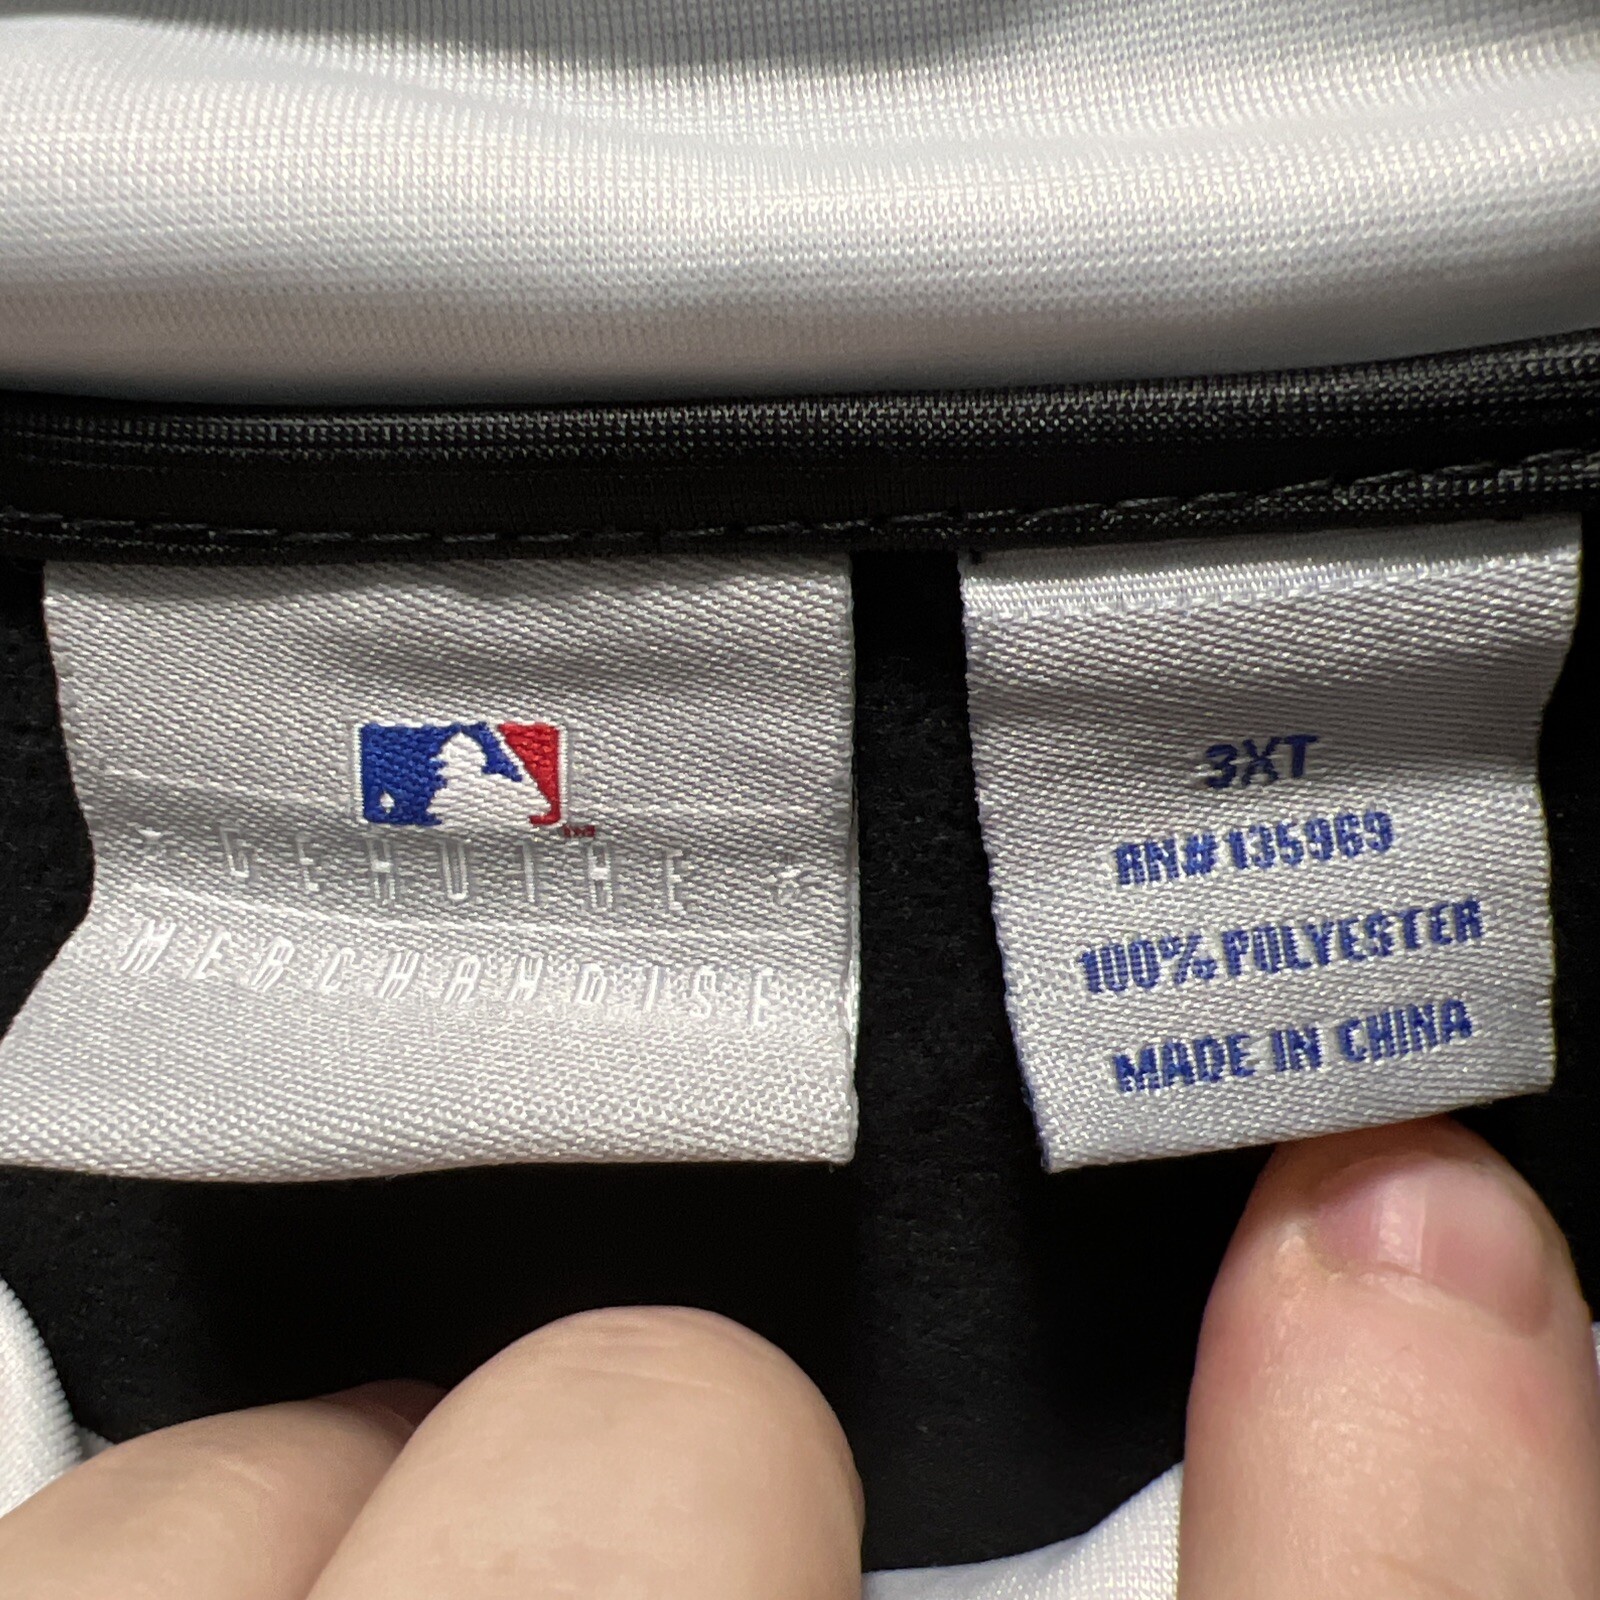 GENUINE
MERCHANDISE
3XT
RN#135969
100% POLYESTER
MADE IN CHINA